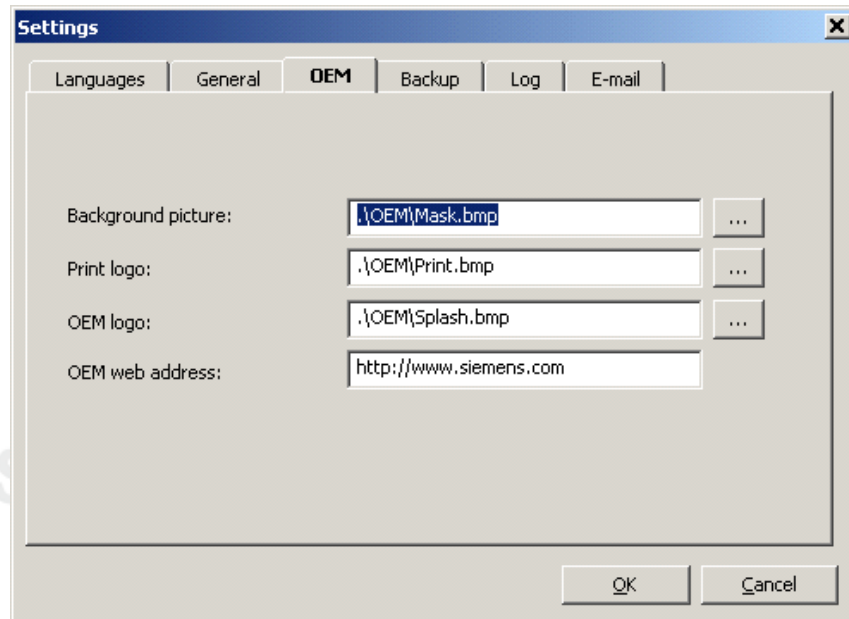 Settings
Languages General OEM Backup Log E-mail
Background picture: .\OEM\Mask.bmp ...
Print logo: .\OEM\Print.bmp ...
OEM logo: .\OEM\Splash.bmp ...
OEM web address: http://www.siemens.com
OK Cancel